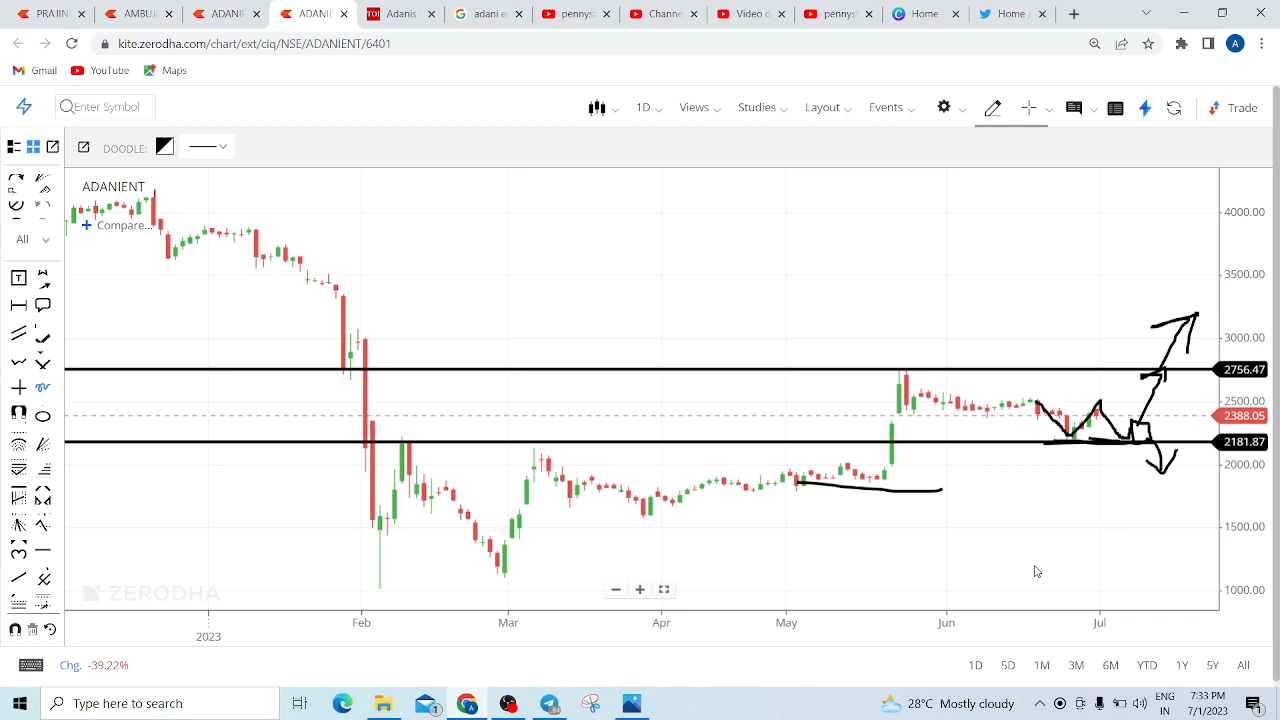 PRAJIN
AMBU
ADANIE
ADANIE
Adanis
adani e
pennys
Channe
Video d
pennys
Home -
Home /
kite.zerodha.com/chart/ext/ciq/NSE/ADANIENT/6401
A
Gmail
YouTube
Maps
Enter Symbol
1D
Views
Studies
Layout
Events
Trade
DOODLE:
ADANIENT
Compare...
All
T
4000.00
3500.00
3000.00
2756.47
2500.00
2388.05
2181.87
2000.00
1500.00
1000.00
ZERODHA
Feb
Mar
Apr
May
Jun
Jul
2023
Chg. -39.22%
1D
5D
1M
3M
6M
YTD
1Y
5Y
All
Type here to search
28°C Mostly cloudy
ENG
IN
7:33 PM
7/1/2023